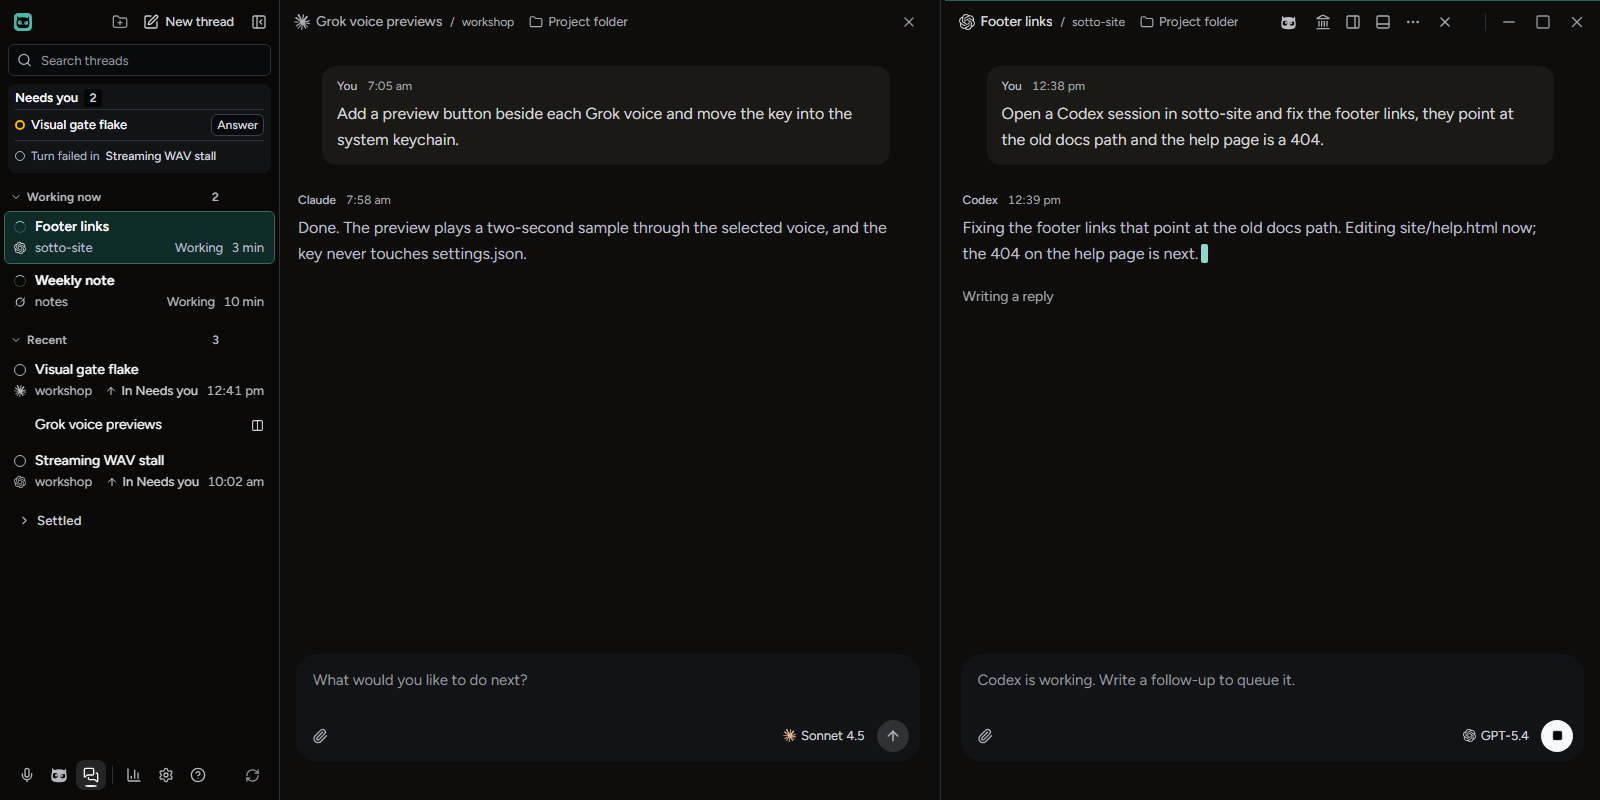 New thread
Search threads
Needs you 2
Visual gate flake Answer
Turn failed in Streaming WAV stall
Working now 2
Footer links
sotto-site Working 3 min
Weekly note
notes Working 10 min
Recent 3
Visual gate flake
workshop ↑ In Needs you 12:41 pm
Grok voice previews
Streaming WAV stall
workshop ↑ In Needs you 10:02 am
Settled
Grok voice previews / workshop Project folder
You 7:05 am
Add a preview button beside each Grok voice and move the key into the
system keychain.
Claude 7:58 am
Done. The preview plays a two-second sample through the selected voice, and the
key never touches settings.json.
What would you like to do next?
Sonnet 4.5
Footer links / sotto-site Project folder
You 12:38 pm
Open a Codex session in sotto-site and fix the footer links, they point at
the old docs path and the help page is a 404.
Codex 12:39 pm
Fixing the footer links that point at the old docs path. Editing site/help.html now;
the 404 on the help page is next.
Writing a reply
Codex is working. Write a follow-up to queue it.
GPT-5.4